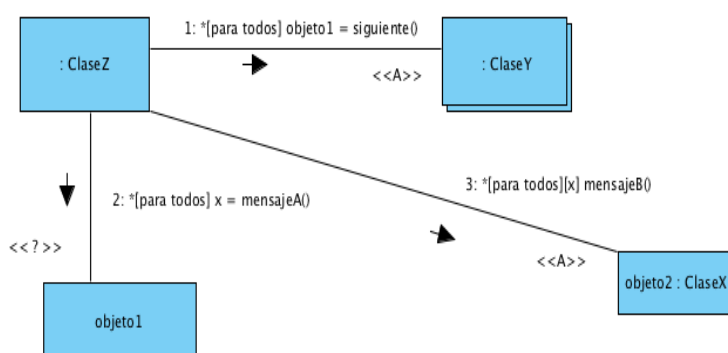 1: *[para todos] objeto1 = siguiente()
: ClaseZ
: ClaseY
<<A>>
3: *[para todos][x] mensajeB()
2: *[para todos] x = mensajeA()
<<?>>
<<A>>
objeto2 : ClaseX
objeto1